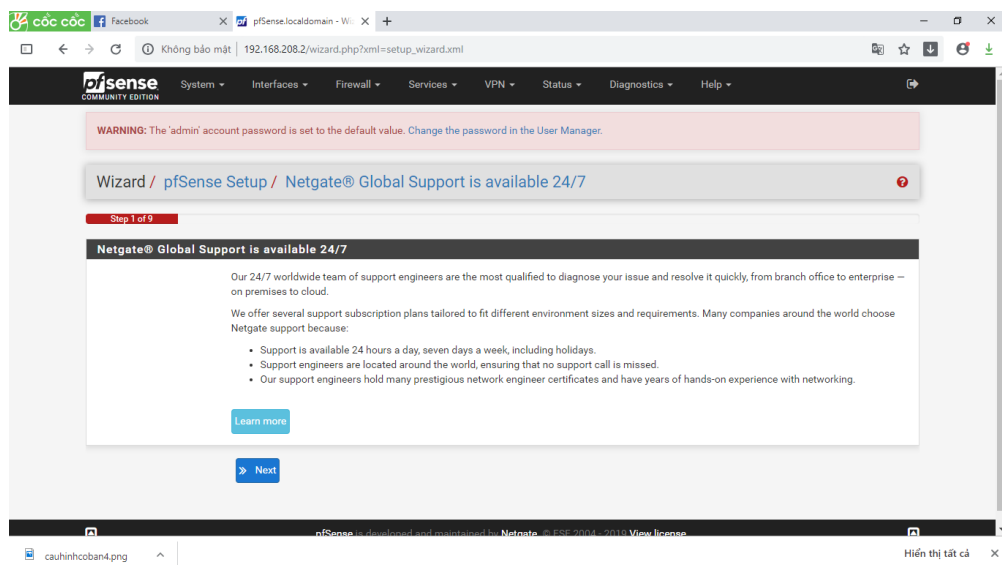 cốc cốc Facebook pfSense.localdomain - Wi
Không bảo mật 192.168.208.2/wizard.php?xml=setup_wizard.xml
pfsense System Interfaces Firewall Services VPN Status Diagnostics Help
COMMUNITY EDITION
WARNING: The 'admin' account password is set to the default value. Change the password in the User Manager.
Wizard / pfSense Setup / Netgate® Global Support is available 24/7
Step 1 of 9
Netgate® Global Support is available 24/7
Our 24/7 worldwide team of support engineers are the most qualified to diagnose your issue and resolve it quickly, from branch office to enterprise —
on premises to cloud.
We offer several support subscription plans tailored to fit different environment sizes and requirements. Many companies around the world choose
Netgate support because:
• Support is available 24 hours a day, seven days a week, including holidays.
• Support engineers are located around the world, ensuring that no support call is missed.
• Our support engineers hold many prestigious network engineer certificates and have years of hands-on experience with networking.
Learn more
Next
pfSense is developed and maintained by Netgate. © ESF 2004 - 2019 View license.
cauhinhcoban4.png Hiển thị tất cả